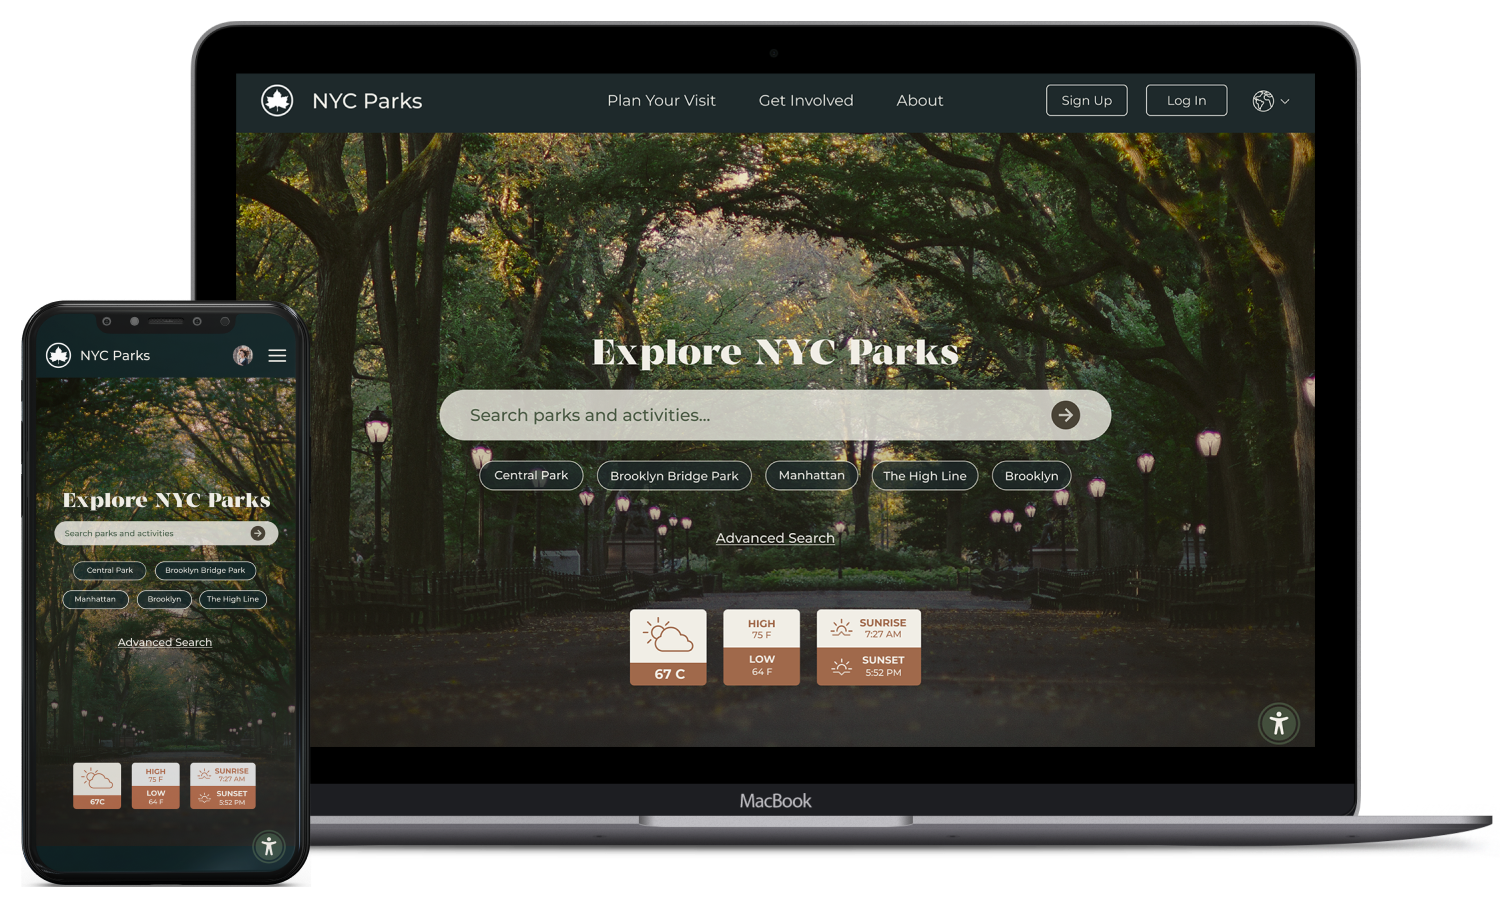 NYC Parks
Plan Your Visit
Get Involved
About
Sign Up
Log In
Explore NYC Parks
Search parks and activities...
Central Park
Brooklyn Bridge Park
Manhattan
The High Line
Brooklyn
Advanced Search
67 C
HIGH
75 F
LOW
64 F
SUNRISE
7:27 AM
SUNSET
5:52 PM
MacBook
NYC Parks
Explore NYC Parks
Search parks and activities
Central Park
Brooklyn Bridge Park
Manhattan
Brooklyn
The High Line
Advanced Search
67C
HIGH
75 F
LOW
64 F
SUNRISE
7:27 AM
SUNSET
5:52 PM